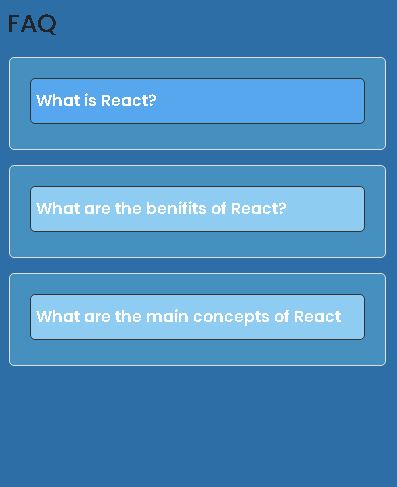 FAQ
What is React?
What are the benifits of React?
What are the main concepts of React